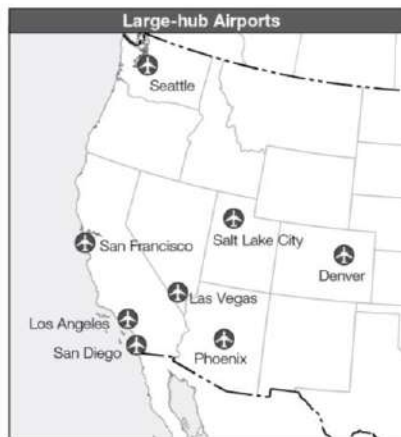 Large-hub Airports
Seattle
Salt Lake City
San Francisco
Denver
Las Vegas
Los Angeles
San Diego
Phoenix